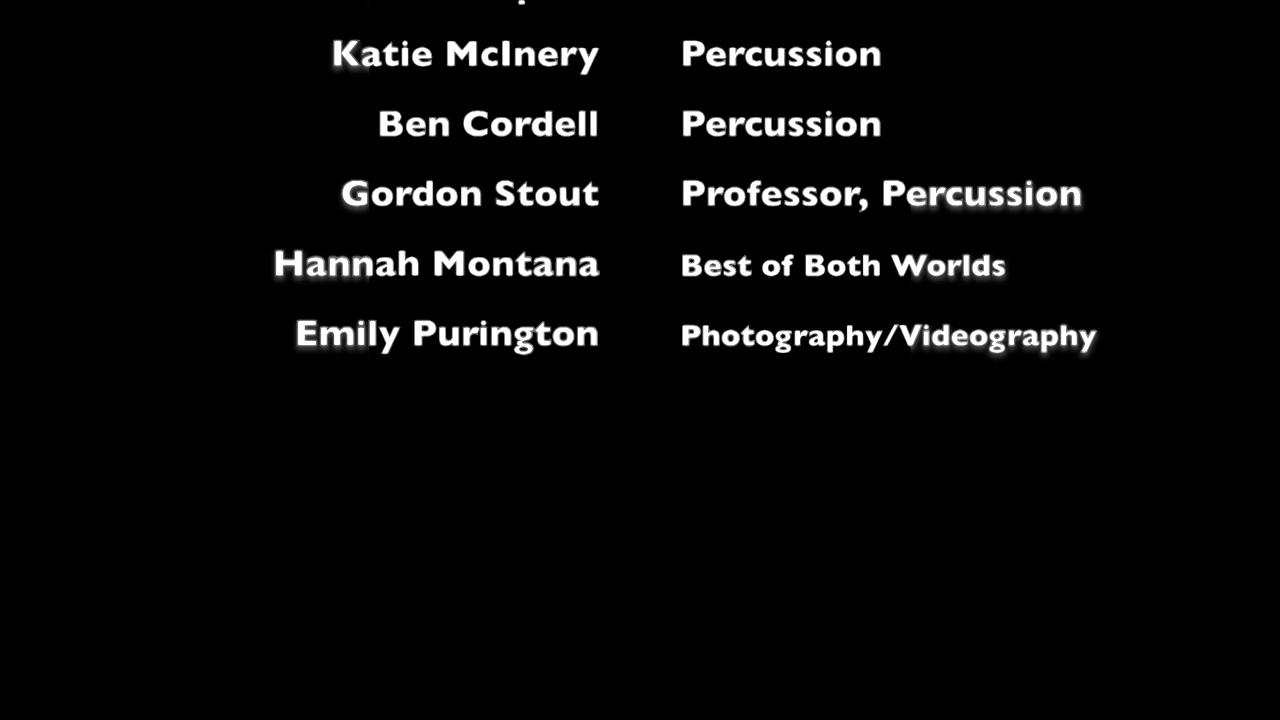 Katie McInery Percussion
Ben Cordell Percussion
Gordon Stout Professor, Percussion
Hannah Montana Best of Both Worlds
Emily Purington Photography/Videography